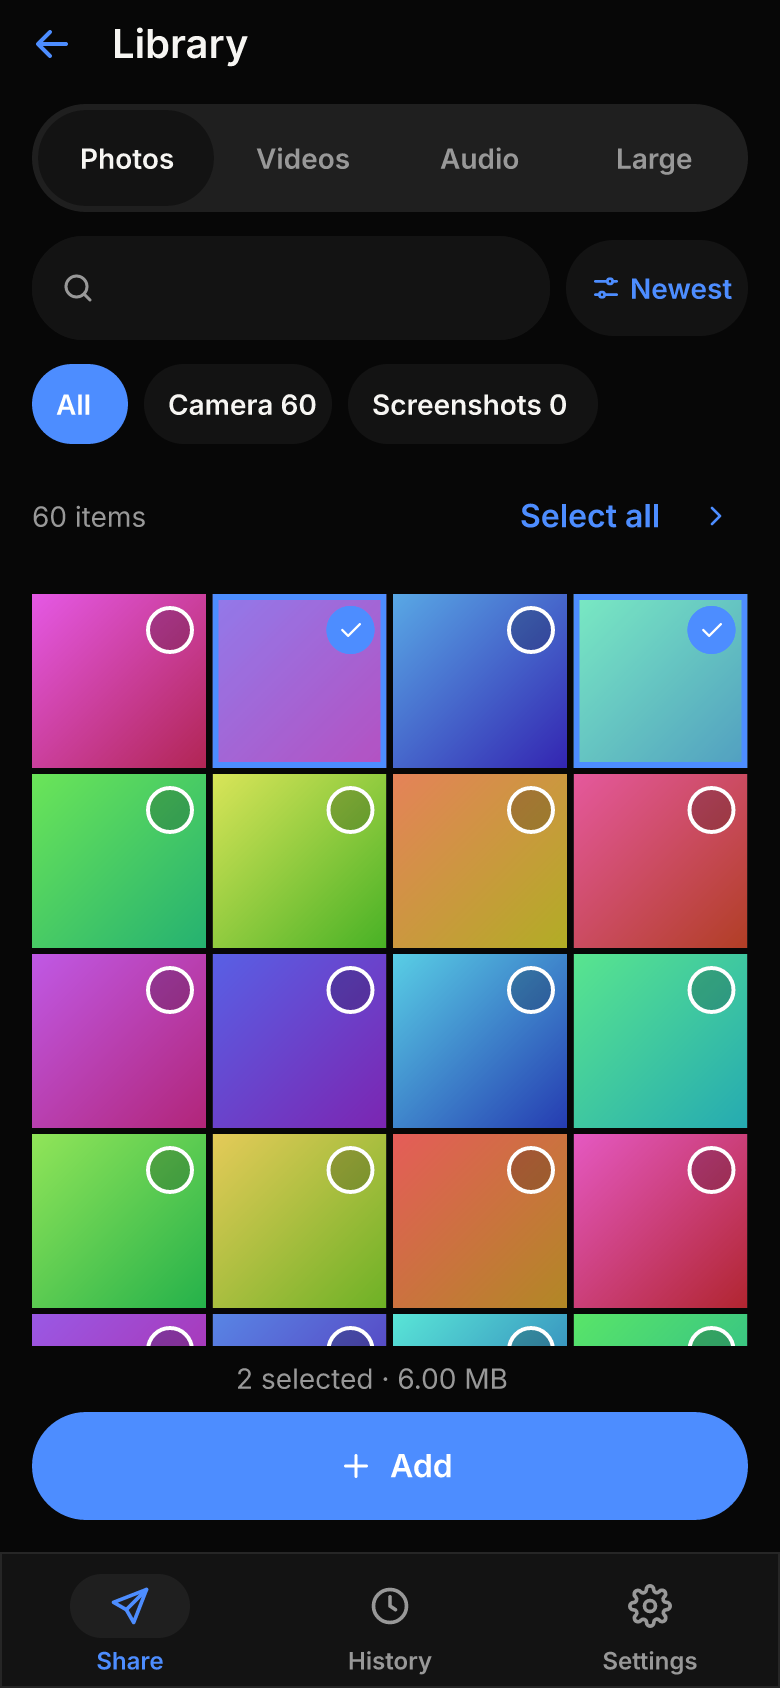 Library
Photos Videos Audio Large
Newest
All Camera 60 Screenshots 0
60 items Select all
2 selected · 6.00 MB
Add
Share History Settings